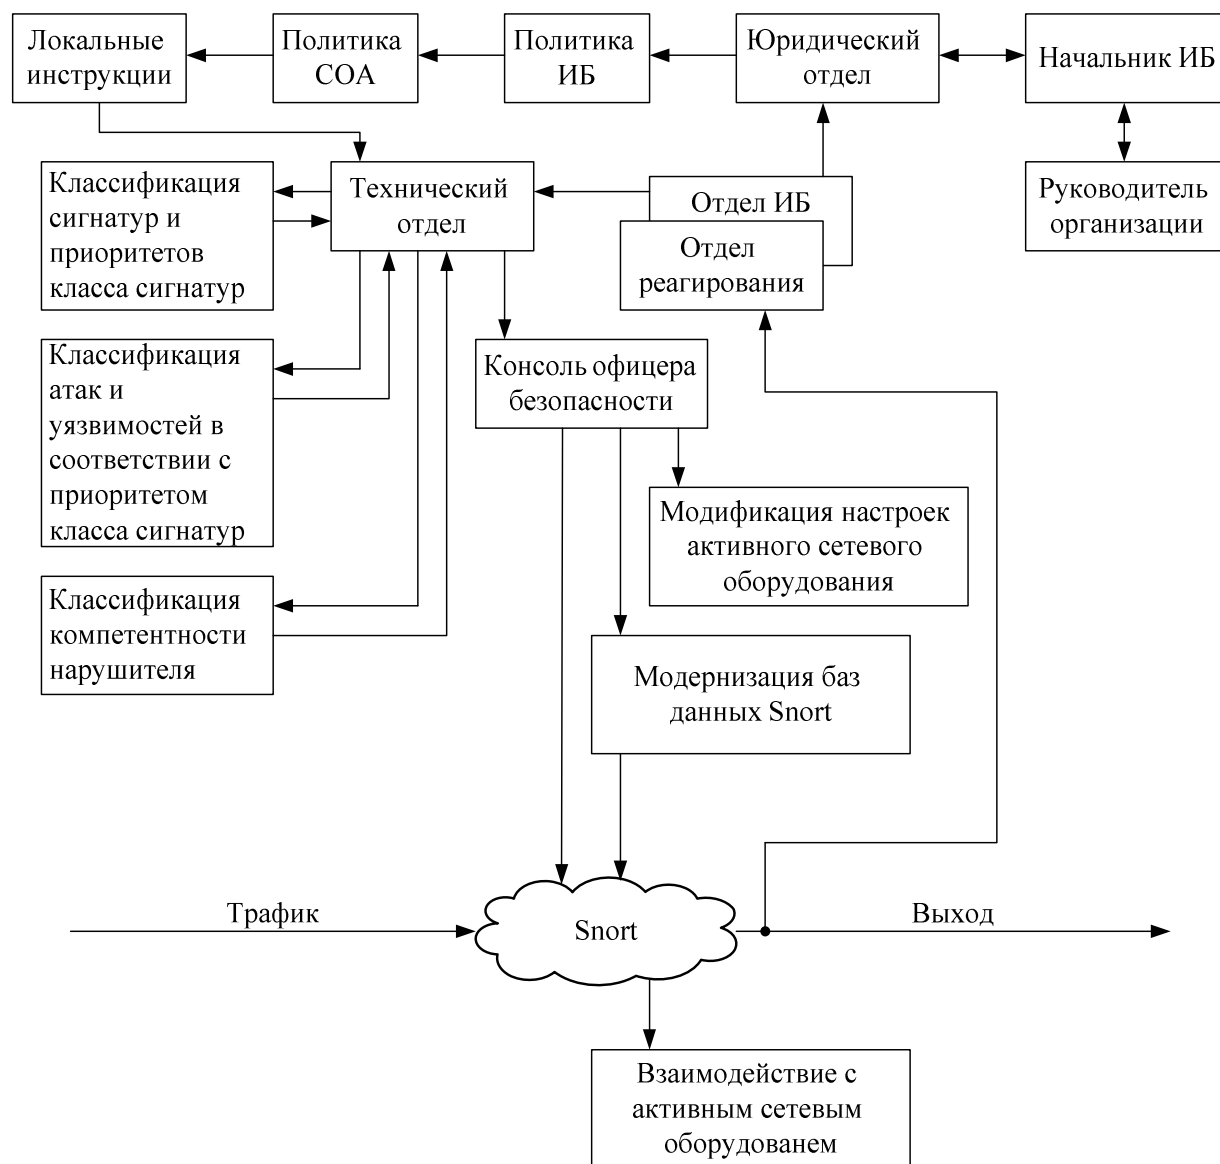 Локальные
инструкции
Политика
СОА
Политика
ИБ
Юридический
отдел
Начальник ИБ
Классификация
сигнатур и
приоритетов
класса сигнатур
Технический
отдел
Отдел ИБ
Отдел
реагирования
Руководитель
организации
Классификация
атак и
уязвимостей в
соответствии с
приоритетом
класса сигнатур
Консоль офицера
безопасности
Модификация настроек
активного сетевого
оборудования
Классификация
компетентности
нарушителя
Модернизация баз
данных Snort
Трафик
Snort
Выход
Взаимодействие с
активным сетевым
оборудованем